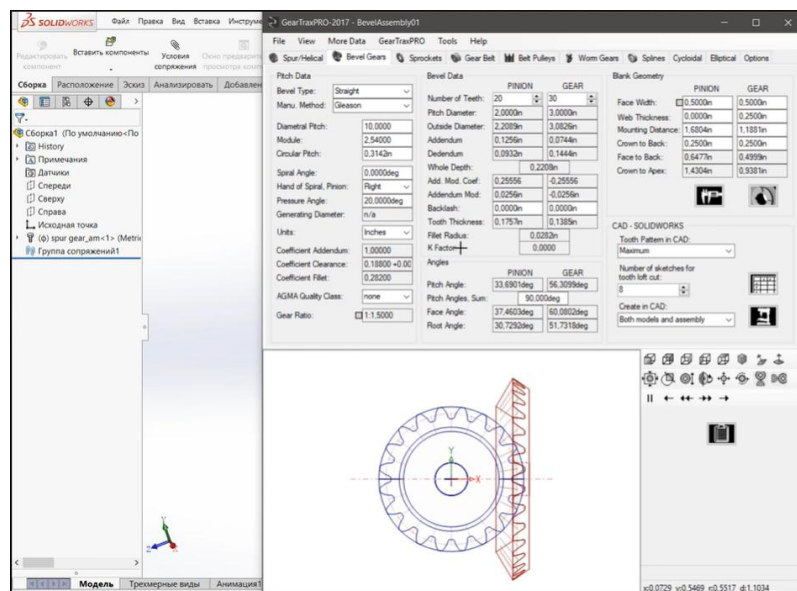 SOLIDWORKS Файл Правка Вид Вставка Инструме
Редактировать компонент
Вставить компоненты
Условия сопряжения
Окно предварит просмотра комп
Сборка Расположение Эскиз Анализировать Добавлен
Сборка1 (По умолчанию<По
History
Примечания
Датчики
Спереди
Сверху
Справа
Исходная точка
(ф) spur gear_am<1> (Metri
Группа сопряжений1
Модель Трехмерные виды Анимация1
GearTraxPRO-2017 - BevelAssembly01
File View More Data GearTraxPRO Tools Help
Spur/Helical Bevel Gears Sprockets Gear Belt Belt Pulleys Worm Gears Splines Cycloidal Elliptical Options
Pitch Data
Bevel Type: Straight
Manu. Method: Gleason
Diametral Pitch: 10.0000
Module: 2.54000
Circular Pitch: 0.3142in
Spiral Angle: 0.0000deg
Hand of Spiral, Pinion: Right
Pressure Angle: 20.0000deg
Generating Diameter: n/a
Units: Inches
Coefficient Addendum: 1.00000
Coefficient Clearance: 0.18800 +0.00
Coefficient Fillet: 0.28200
AGMA Quality Class: none
Gear Ratio: 1:1.5000
Bevel Data
PINION GEAR
Number of Teeth: 20 30
Pitch Diameter: 2.0000in 3.0000in
Outside Diameter: 2.2089in 3.0826in
Addendum 0.1256in 0.0744in
Dedendum 0.0932in 0.1444in
Whole Depth: 0.2208in
Add. Mod. Coef: 0.25556 -0.25556
Addendum Mod: 0.0256in -0.0256in
Backlash: 0.0000in 0.0000in
Tooth Thickness: 0.1757in 0.1385in
Fillet Radius: 0.0282in
K Factor 0.0000
Angles
PINION GEAR
Pitch Angle: 33.6901deg 56.3099deg
Pitch Angles, Sum: 90.000deg
Face Angle: 37.4603deg 60.0802deg
Root Angle: 30.7292deg 51.7318deg
Blank Geometry
PINION GEAR
Face Width: 0.5000in 0.5000in
Web Thickness: 0.0000in 0.2500in
Mounting Distance: 1.6804in 1.1881in
Crown to Back: 0.2500in 0.2500in
Face to Back: 0.6477in 0.4999in
Crown to Apex: 1.4304in 0.9381in
CAD - SOLIDWORKS
Tooth Pattern in CAD:
Maximum
Number of sketches for
tooth loft cut:
8
Create in CAD:
Both models and assembly
Y
X
x:0.0729 y:0.5469 r:0.5517 d:1.1034